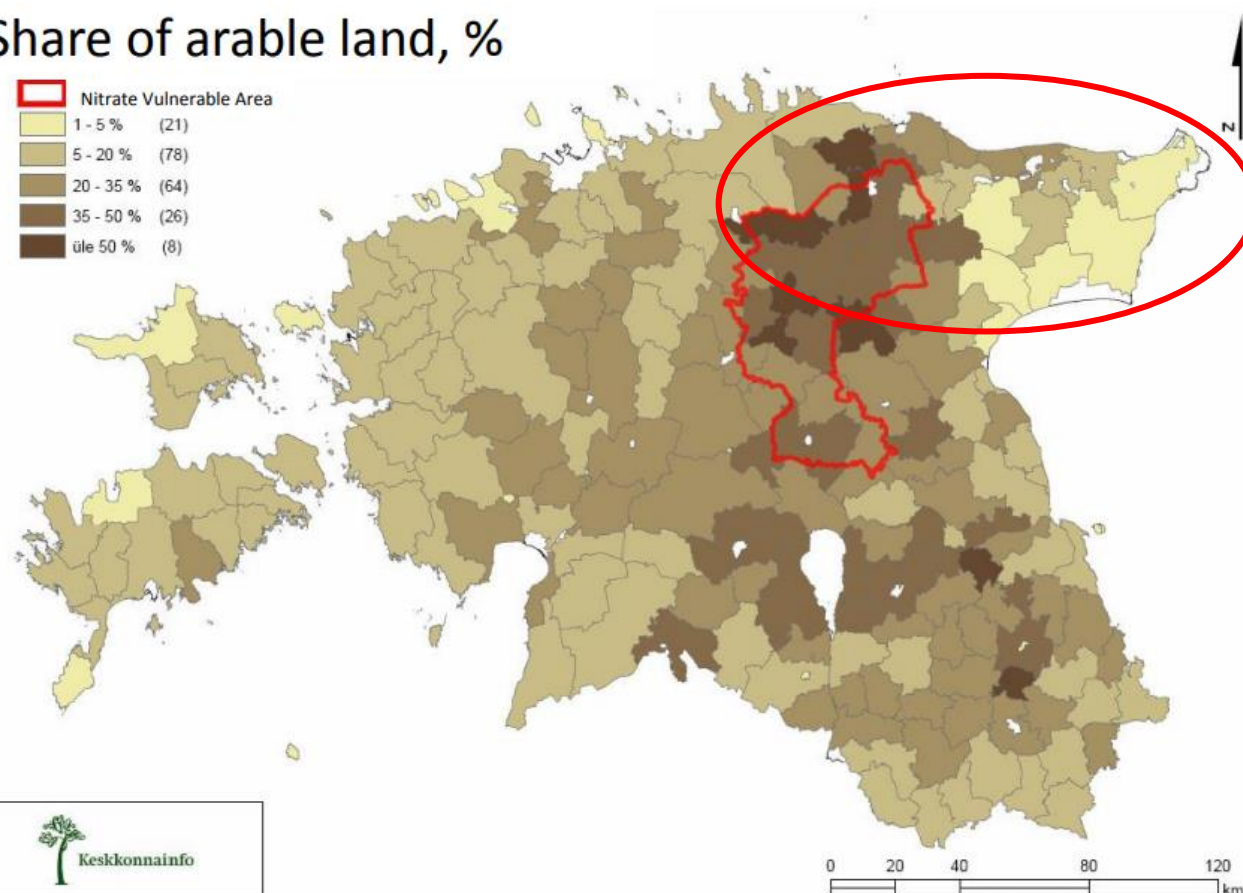 Share of arable land, %
Nitrate Vulnerable Area
1 - 5 % (21)
5 - 20 % (78)
20 - 35 % (64)
35 - 50 % (26)
üle 50 % (8)
N
Keskkonnainfo
0 20 40 80 120
km